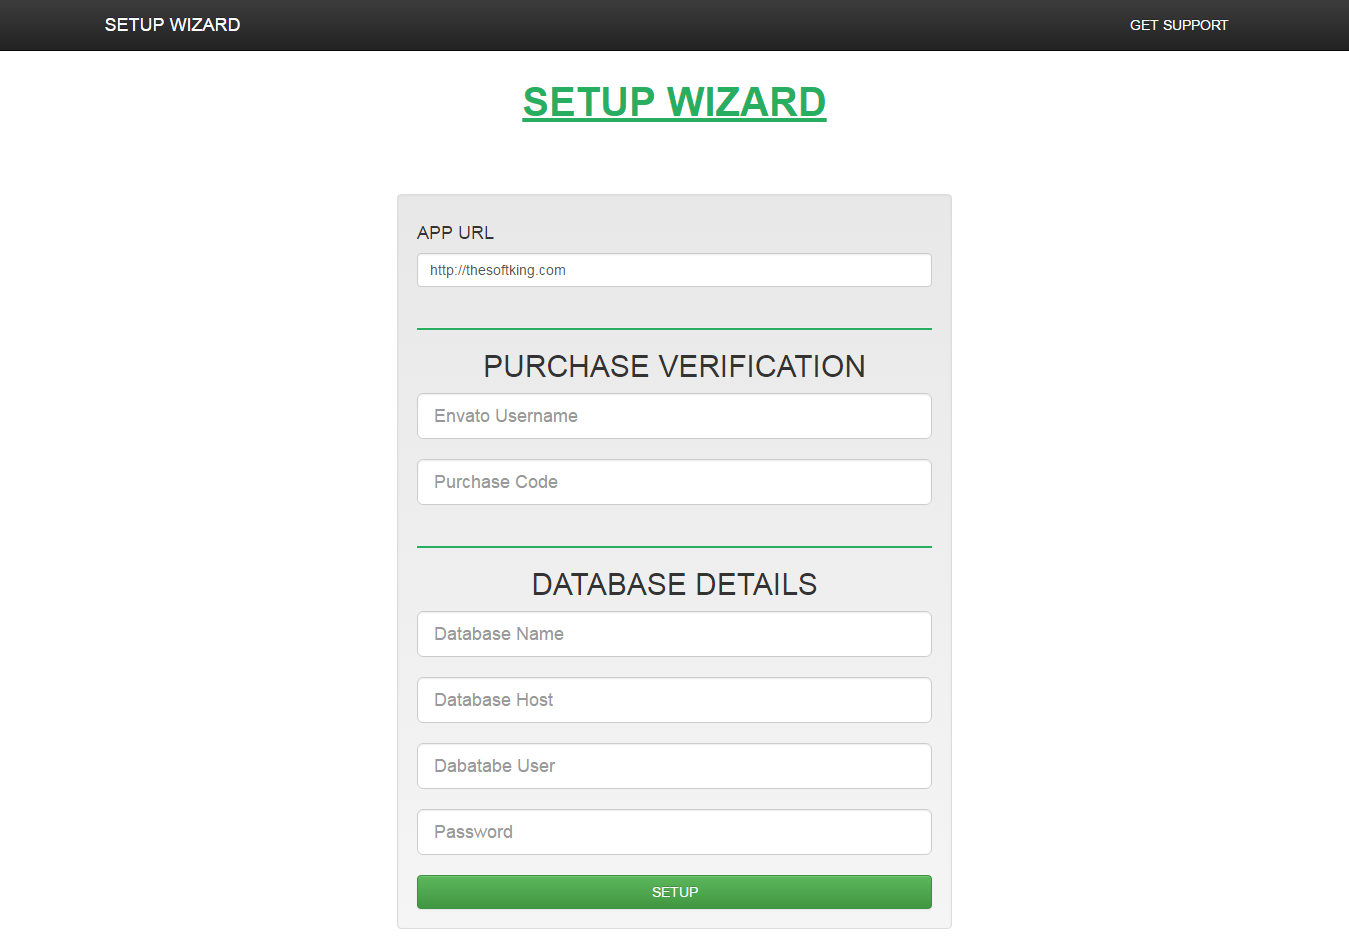 SETUP WIZARD
GET SUPPORT
SETUP WIZARD
APP URL
http://thesoftking.com
PURCHASE VERIFICATION
Envato Username
Purchase Code
DATABASE DETAILS
Database Name
Database Host
Dabatabe User
Password
SETUP